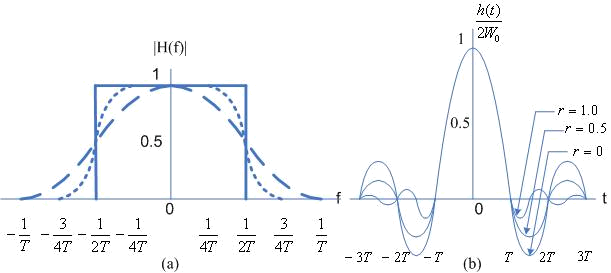 |H(f)|
1
0.5
0
f
-1/T -3/4T -1/2T -1/4T 1/4T 1/2T 3/4T 1/T
(a)
h(t)/2W₀
1
0.5
r = 1.0
r = 0.5
r = 0
0
t
-3T -2T -T T 2T 3T
(b)